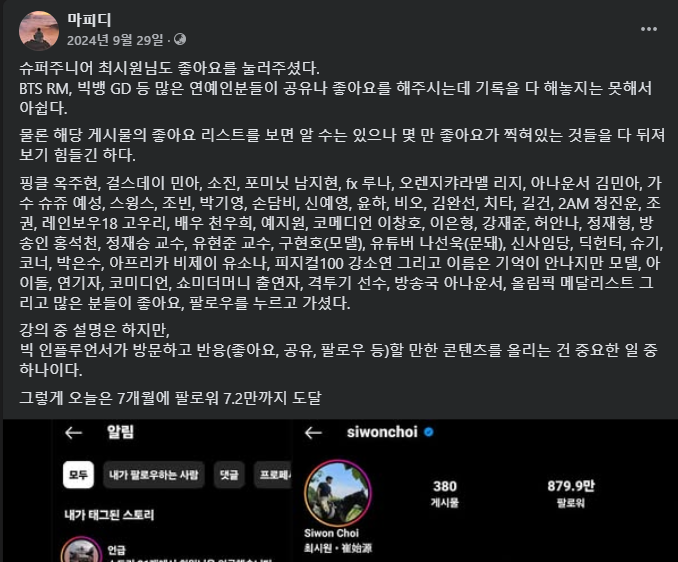 마피디
2024년 9월 29일 ·
슈퍼주니어 최시원님도 좋아요를 눌러주셨다.
BTS RM, 빅뱅 GD 등 많은 연예인분들이 공유나 좋아요를 해주시는데 기록을 다 해놓지는 못해서
아쉽다.
물론 해당 게시물의 좋아요 리스트를 보면 알 수는 있으나 몇 만 좋아요가 찍혀있는 것들을 다 뒤져
보기 힘들긴 하다.
핑클 옥주현, 걸스데이 민아, 소진, 포미닛 남지현, fx 루나, 오렌지캬라멜 리지, 아나운서 김민아, 가
수 슈쥬 예성, 스윙스, 조빈, 박기영, 손담비, 신예영, 윤하, 비오, 김완선, 치타, 길건, 2AM 정진운, 조
권, 레인보우18 고우리, 배우 천우희, 예지원, 코메디언 이창호, 이은형, 강재준, 허안나, 정재형, 방
송인 홍석천, 정재승 교수, 유현준 교수, 구현호(모델), 유튜버 나선욱(문돼), 신사임당, 딕헌터, 슈기,
코너, 박은수, 아프리카 비제이 유소나, 피지컬100 강소연 그리고 이름은 기억이 안나지만 모델, 아
이돌, 연기자, 코미디언, 쇼미더머니 출연자, 격투기 선수, 방송국 아나운서, 올림픽 메달리스트 그
리고 많은 분들이 좋아요, 팔로우를 누르고 가셨다.
강의 중 설명은 하지만,
빅 인플루언서가 방문하고 반응(좋아요, 공유, 팔로우 등)할 만한 콘텐츠를 올리는 건 중요한 일 중
하나이다.
그렇게 오늘은 7개월에 팔로워 7.2만까지 도달
알림
모두 내가 팔로우하는 사람 댓글 프로페
내가 태그된 스토리
언급
siwonchoi
380 879.9만
게시물 팔로워
Siwon Choi
최시원 • 崔始源